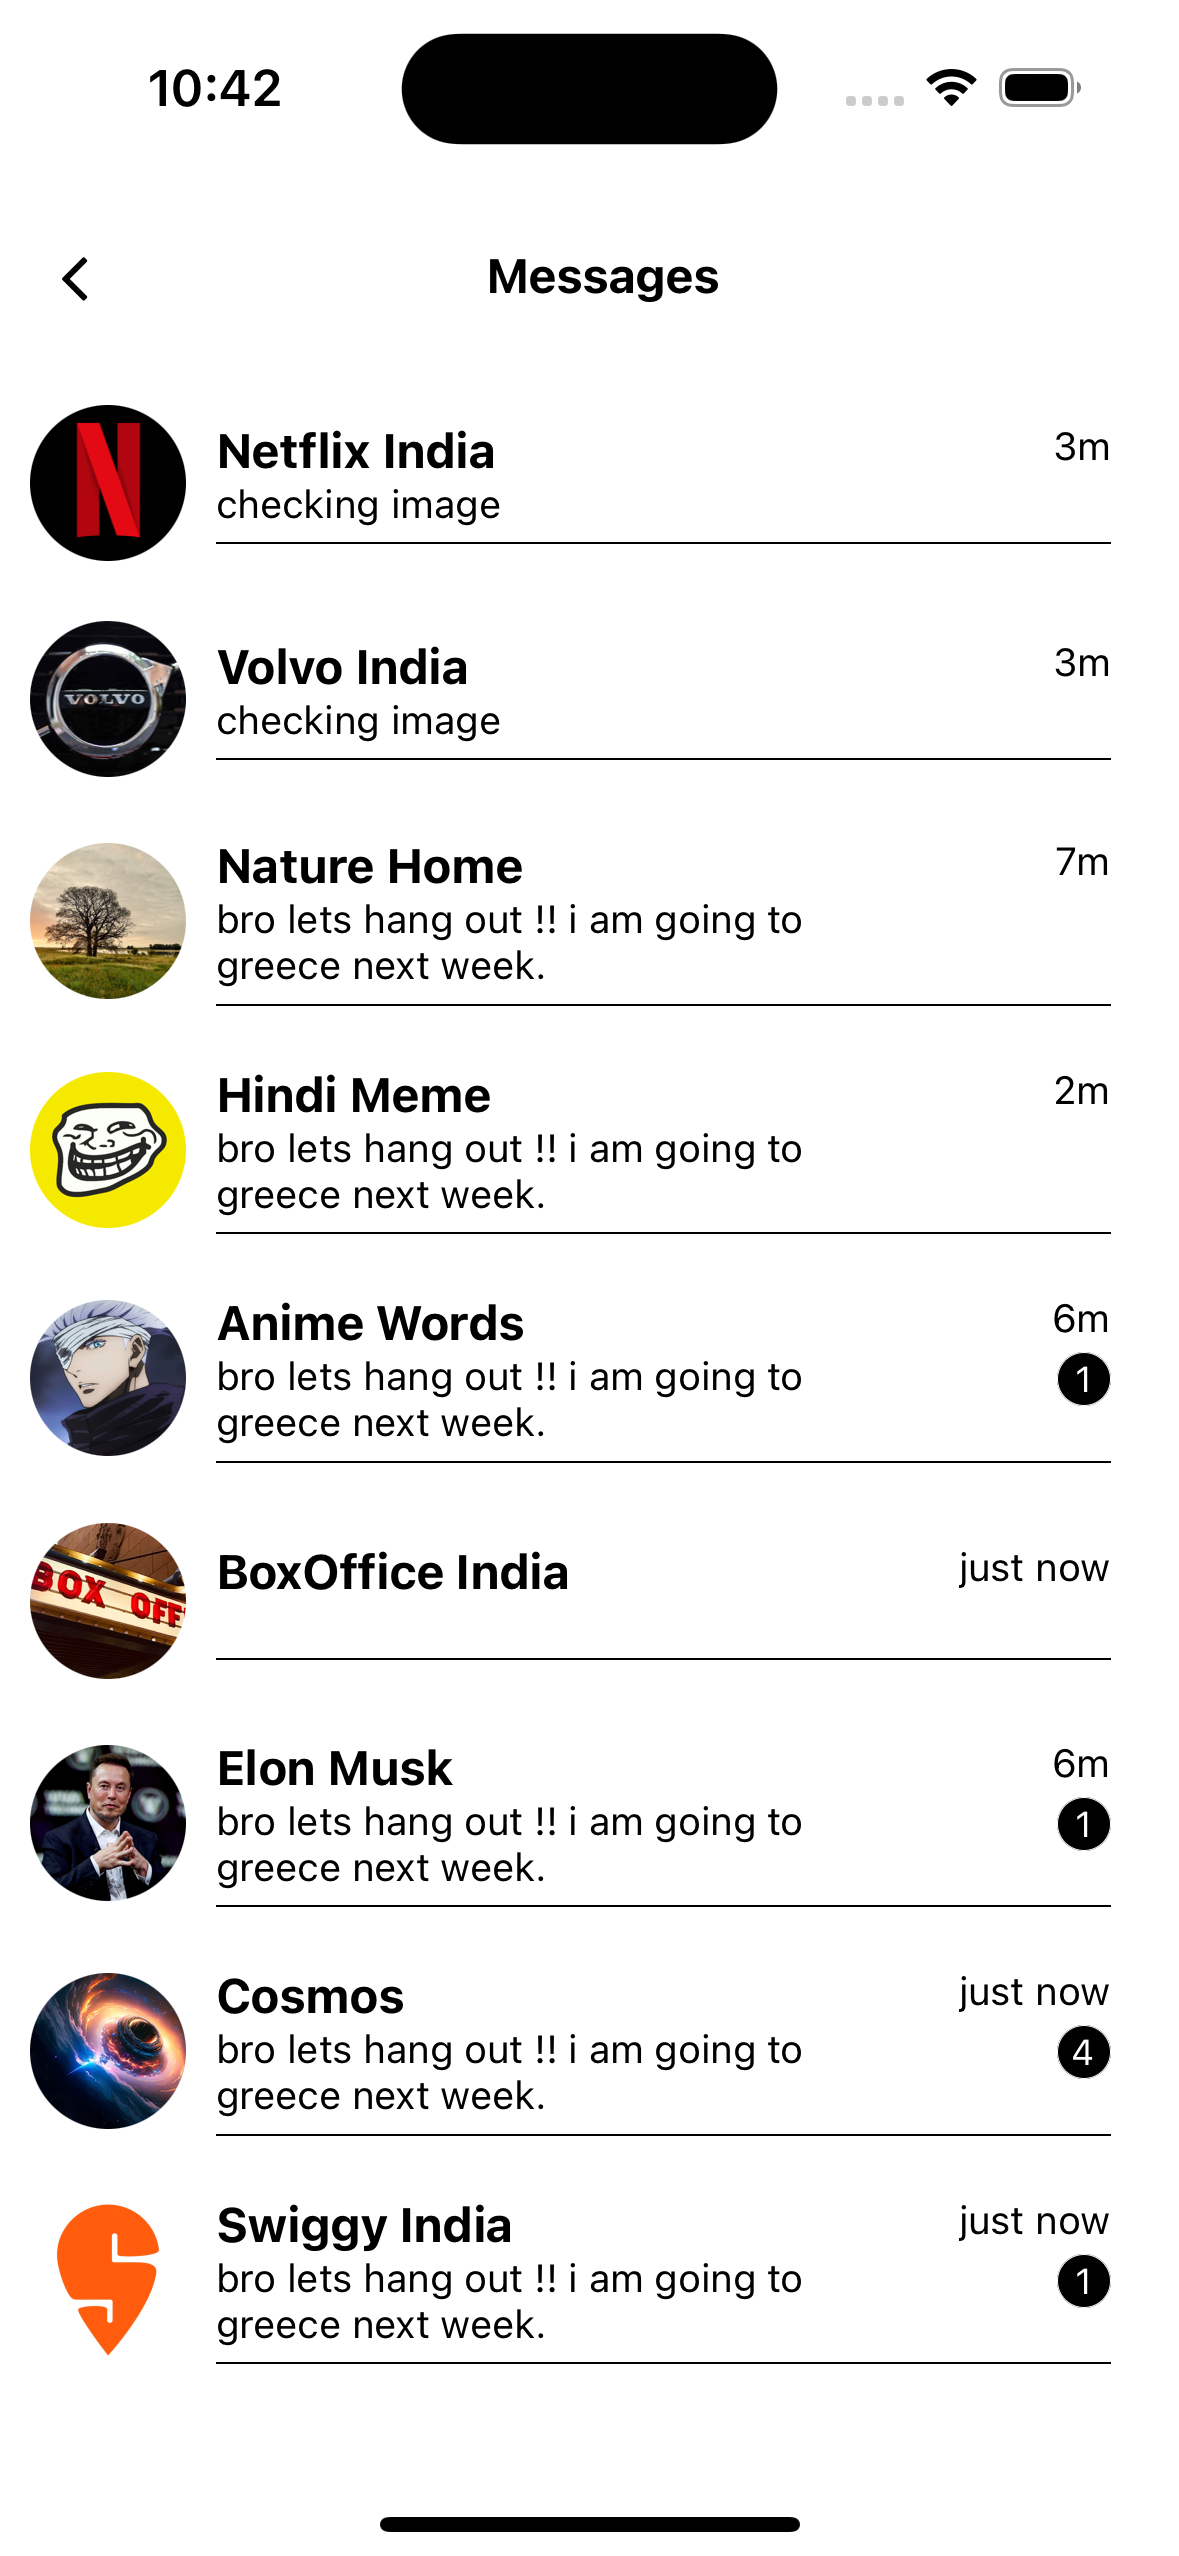 10:42
Messages
Netflix India
3m
checking image
VOLVO
Volvo India
3m
checking image
Nature Home
7m
bro lets hang out !! i am going to
greece next week.
Hindi Meme
2m
bro lets hang out !! i am going to
greece next week.
Anime Words
6m
bro lets hang out !! i am going to
1
greece next week.
BOX OFF
BoxOffice India
just now
Elon Musk
6m
bro lets hang out !! i am going to
1
greece next week.
Cosmos
just now
bro lets hang out !! i am going to
4
greece next week.
Swiggy India
just now
bro lets hang out !! i am going to
1
greece next week.